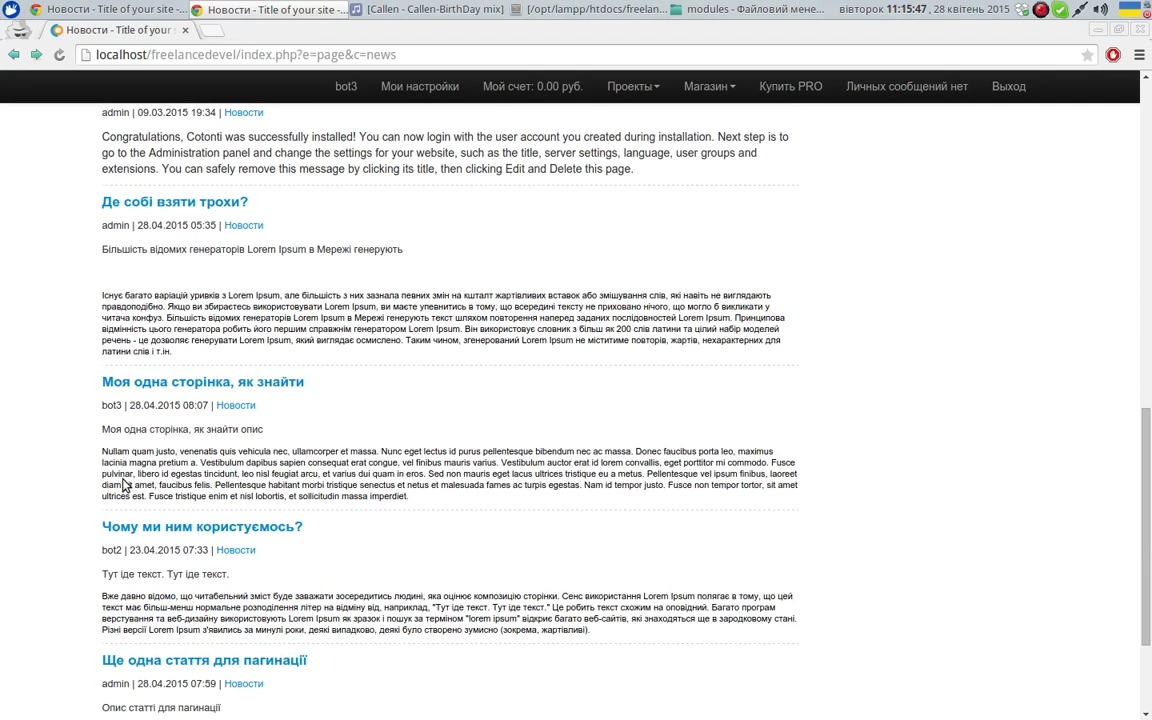 Новости - Title of your site -...
Новости - Title of your site -...
[Callen - Callen-BirthDay mix]
[/opt/lampp/htdocs/freelan...
modules - Файловий мене...
вівторок 11:15:47, 28 квітень 2015
Новости - Title of your
localhost/freelancedevel/index.php?e=page&c=news
bot3
Мои настройки
Мой счет: 0.00 руб.
Проекты
Магазин
Купить PRO
Личных сообщений нет
Выход
admin | 09.03.2015 19:34 | Новости
Congratulations, Cotonti was successfully installed! You can now login with the user account you created during installation. Next step is to
go to the Administration panel and change the settings for your website, such as the title, server settings, language, user groups and
extensions. You can safely remove this message by clicking its title, then clicking Edit and Delete this page.
Де собі взяти трохи?
admin | 28.04.2015 05:35 | Новости
Більшість відомих генераторів Lorem Ipsum в Мережі генерують
Існує багато варіацій уривків з Lorem Ipsum, але більшість з них зазнала певних змін на кшталт жартівливих вставок або змішування слів, які навіть не виглядають
правдоподібно. Якщо ви збираєтесь використовувати Lorem Ipsum, ви маєте упевнитись в тому, що всередині тексту не приховано нічого, що могло б викликати у
читача конфуз. Більшість відомих генераторів Lorem Ipsum в Мережі генерують текст шляхом повторення наперед заданих послідовностей Lorem Ipsum. Принципова
відмінність цього генератора робить його першим справжнім генератором Lorem Ipsum. Він використовує словник з більш як 200 слів латини та цілий набір моделей
речень - це дозволяє генерувати Lorem Ipsum, який виглядає осмислено. Таким чином, згенерований Lorem Ipsum не міститиме повторів, жартів, нехарактерних для
латини слів і т.ін.
Моя одна сторінка, як знайти
bot3 | 28.04.2015 08:07 | Новости
Моя одна сторінка, як знайти опис
Nullam quam justo, venenatis quis vehicula nec, ullamcorper et massa. Nunc eget lectus id purus pellentesque bibendum nec ac massa. Donec faucibus porta leo, maximus
lacinia magna pretium a. Vestibulum dapibus sapien consequat erat congue, vel finibus mauris varius. Vestibulum auctor erat id lorem convallis, eget porttitor mi commodo. Fusce
pulvinar, libero id egestas tincidunt, leo nisl feugiat arcu, et varius dui quam in eros. Sed non mauris eget lacus ultrices tristique eu a metus. Pellentesque vel ipsum finibus, laoreet
diam amet, faucibus felis. Pellentesque habitant morbi tristique senectus et netus et malesuada fames ac turpis egestas. Nam id tempor justo. Fusce non tempor tortor, sit amet
ultrices est. Fusce tristique enim et nisl lobortis, et sollicitudin massa imperdiet.
Чому ми ним користуємось?
bot2 | 23.04.2015 07:33 | Новости
Тут іде текст. Тут іде текст.
Вже давно відомо, що читабельний зміст буде заважати зосередитись людині, яка оцінює композицію сторінки. Сенс використання Lorem Ipsum полягає в тому, що цей
текст має більш-менш нормальне розподілення літер на відміну від, наприклад, "Тут іде текст. Тут іде текст." Це робить текст схожим на оповідний. Багато програм
верстування та веб-дизайну використовують Lorem Ipsum як зразок і пошук за терміном "lorem ipsum" відкриє багато веб-сайтів, які знаходяться ще в зародковому стані.
Різні версії Lorem Ipsum з'явились за минулі роки, деякі випадково, деякі було створено зумисно (зокрема, жартівливі).
Ще одна стаття для пагинації
admin | 28.04.2015 07:59 | Новости
Опис статті для пагинації